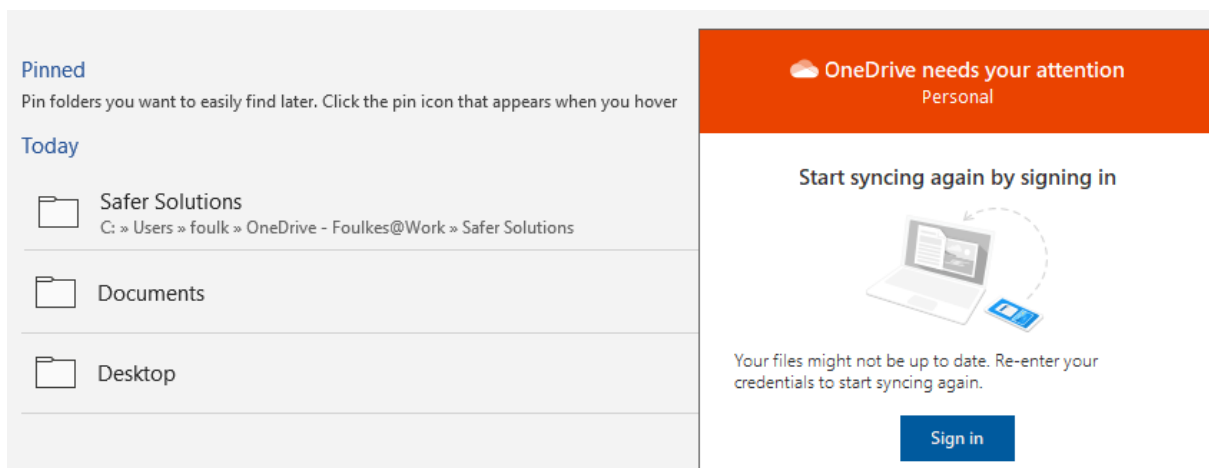 Pinned
Pin folders you want to easily find later. Click the pin icon that appears when you hover
Today
Safer Solutions
C: » Users » foulk » OneDrive - Foulkes@Work » Safer Solutions
Documents
Desktop
OneDrive needs your attention
Personal
Start syncing again by signing in
Your files might not be up to date. Re-enter your
credentials to start syncing again.
Sign in